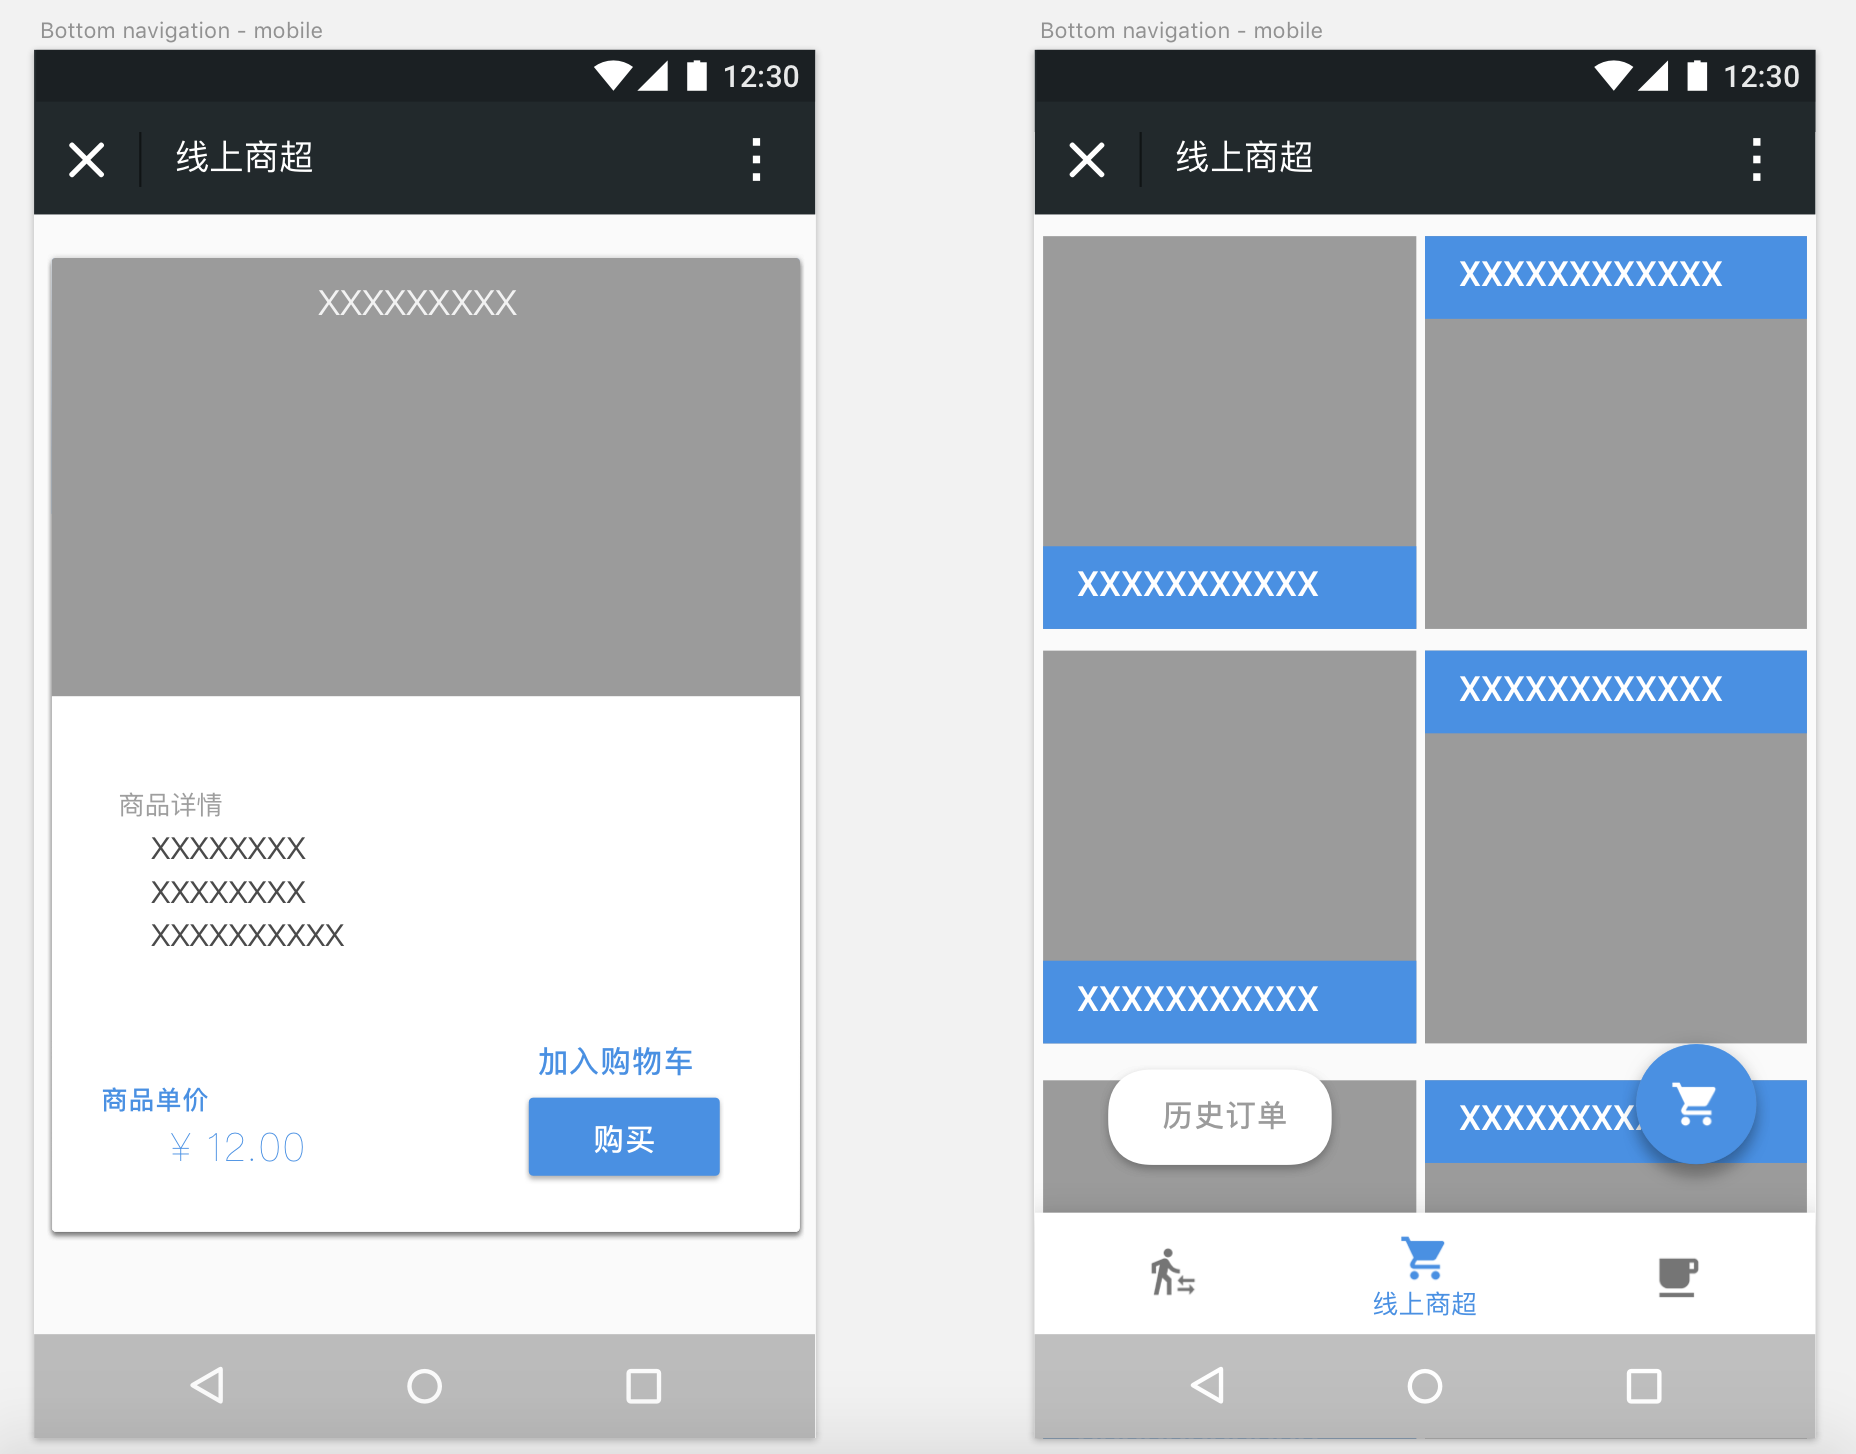 Bottom navigation - mobile
12:30
线上商超
XXXXXXXXX
商品详情
XXXXXXXX
XXXXXXXX
XXXXXXXXXX
加入购物车
商品单价
购买
¥ 12.00
Bottom navigation - mobile
12:30
线上商超
XXXXXXXXXXXX
XXXXXXXXXXX
XXXXXXXXXXXX
XXXXXXXXXXX
历史订单
XXXXXXXX
线上商超